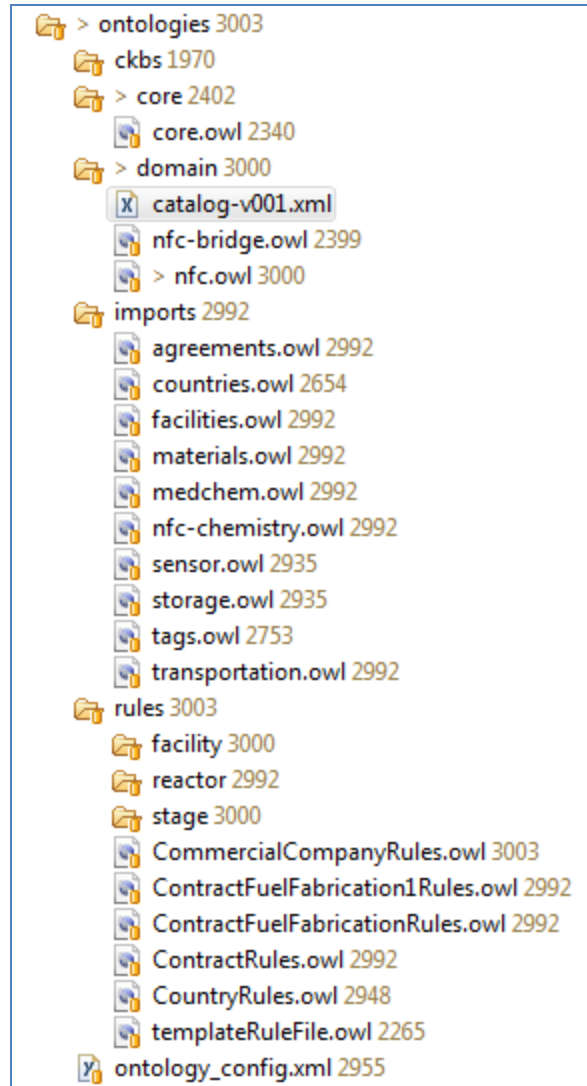 > ontologies 3003
ckbs 1970
> core 2402
core.owl 2340
> domain 3000
catalog-v001.xml
nfc-bridge.owl 2399
> nfc.owl 3000
imports 2992
agreements.owl 2992
countries.owl 2654
facilities.owl 2992
materials.owl 2992
medchem.owl 2992
nfc-chemistry.owl 2992
sensor.owl 2935
storage.owl 2935
tags.owl 2753
transportation.owl 2992
rules 3003
facility 3000
reactor 2992
stage 3000
CommercialCompanyRules.owl 3003
ContractFuelFabrication1Rules.owl 2992
ContractFuelFabricationRules.owl 2992
ContractRules.owl 2992
CountryRules.owl 2948
templateRuleFile.owl 2265
ontology_config.xml 2955